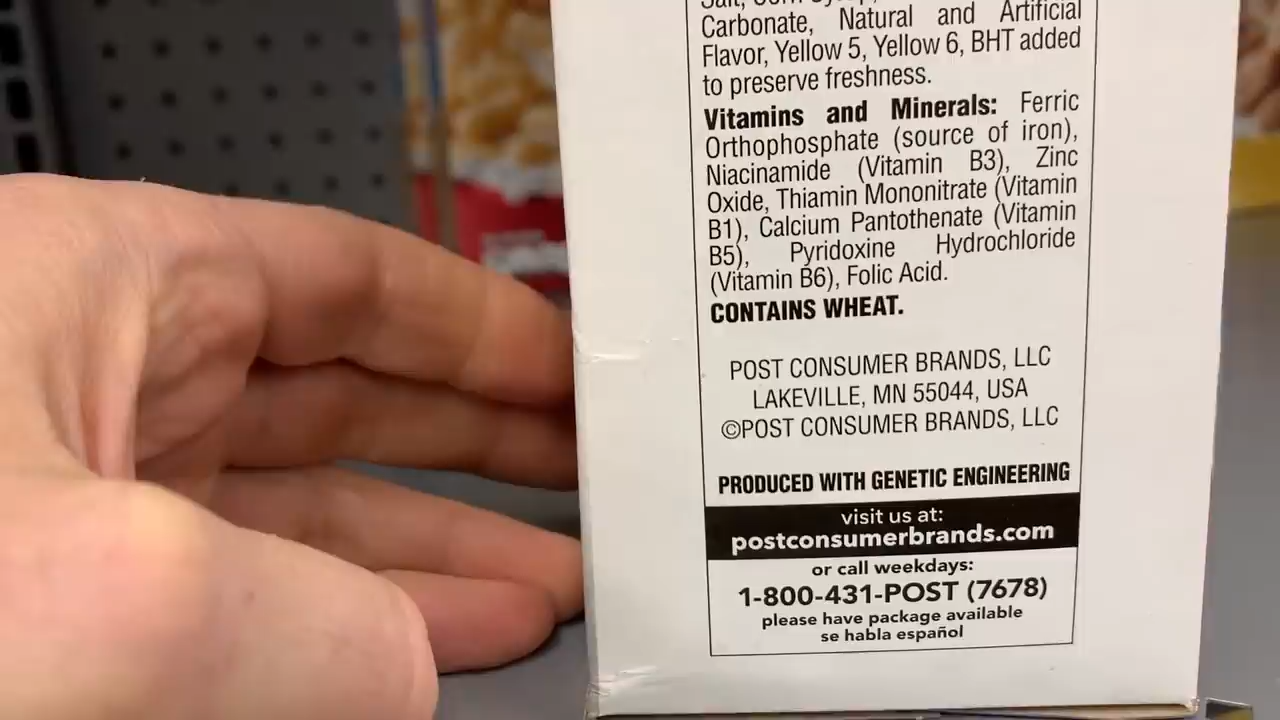 Salt, Corn Syrup,
Carbonate, Natural and Artificial
Flavor, Yellow 5, Yellow 6, BHT added
to preserve freshness.
Vitamins and Minerals: Ferric
Orthophosphate (source of iron),
Niacinamide (Vitamin B3), Zinc
Oxide, Thiamin Mononitrate (Vitamin
B1), Calcium Pantothenate (Vitamin
B5), Pyridoxine Hydrochloride
(Vitamin B6), Folic Acid.
CONTAINS WHEAT.
POST CONSUMER BRANDS, LLC
LAKEVILLE, MN 55044, USA
©POST CONSUMER BRANDS, LLC
PRODUCED WITH GENETIC ENGINEERING
visit us at:
postconsumerbrands.com
or call weekdays:
1-800-431-POST (7678)
please have package available
se habla español